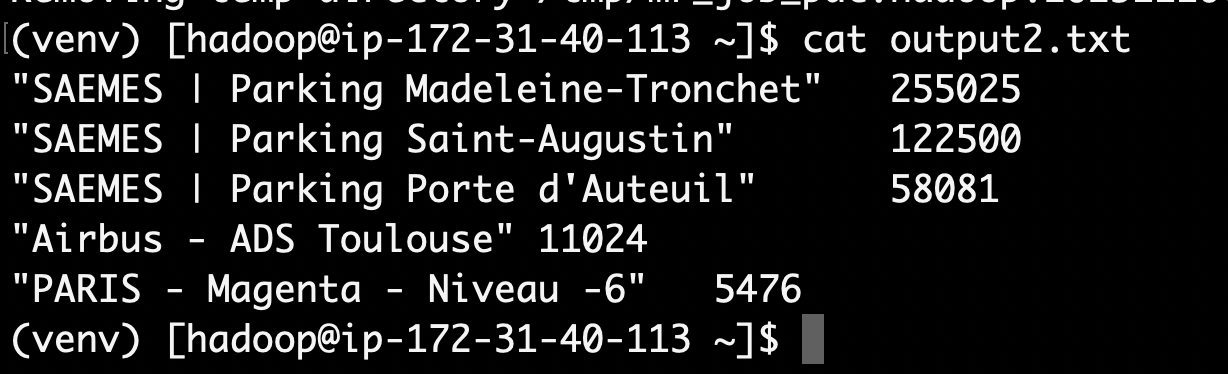 (venv) [hadoop@ip-172-31-40-113 ~]$ cat output2.txt
"SAEMES | Parking Madeleine-Tronchet"	255025
"SAEMES | Parking Saint-Augustin"	122500
"SAEMES | Parking Porte d'Auteuil"	58081
"Airbus - ADS Toulouse"	11024
"PARIS - Magenta - Niveau -6"	5476
(venv) [hadoop@ip-172-31-40-113 ~]$